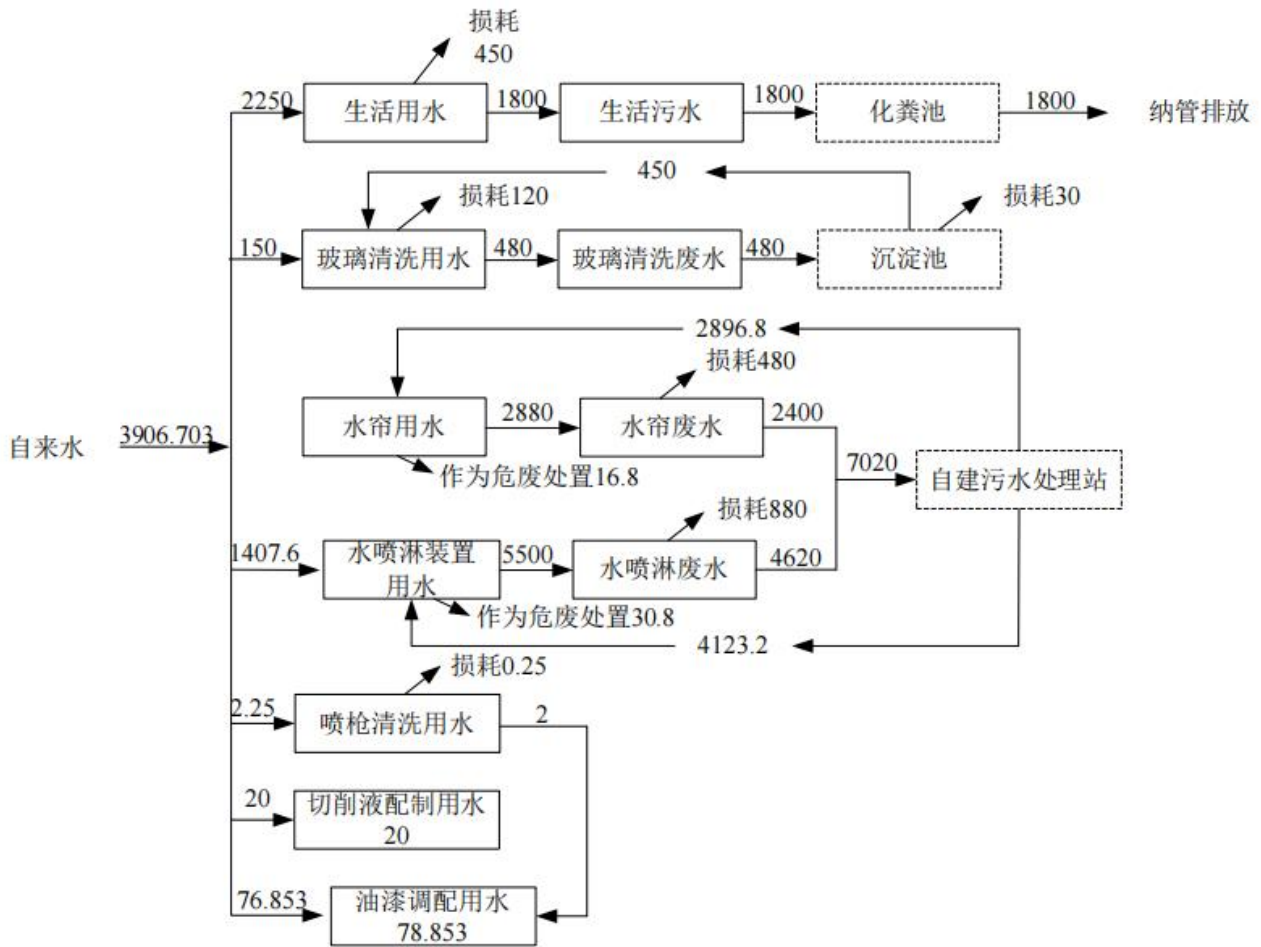 损耗
450
2250
生活用水
1800
生活污水
1800
化粪池
1800
纳管排放
450
损耗120
损耗30
150
玻璃清洗用水
480
玻璃清洗废水
480
沉淀池
2896.8
损耗480
水帘用水
2880
水帘废水
2400
自来水
3906.703
作为危废处置16.8
7020
自建污水处理站
损耗880
1407.6
水喷淋装置
用水
5500
水喷淋废水
4620
作为危废处置30.8
4123.2
损耗0.25
2.25
喷枪清洗用水
2
20
切削液配制用水
20
76.853
油漆调配用水
78.853